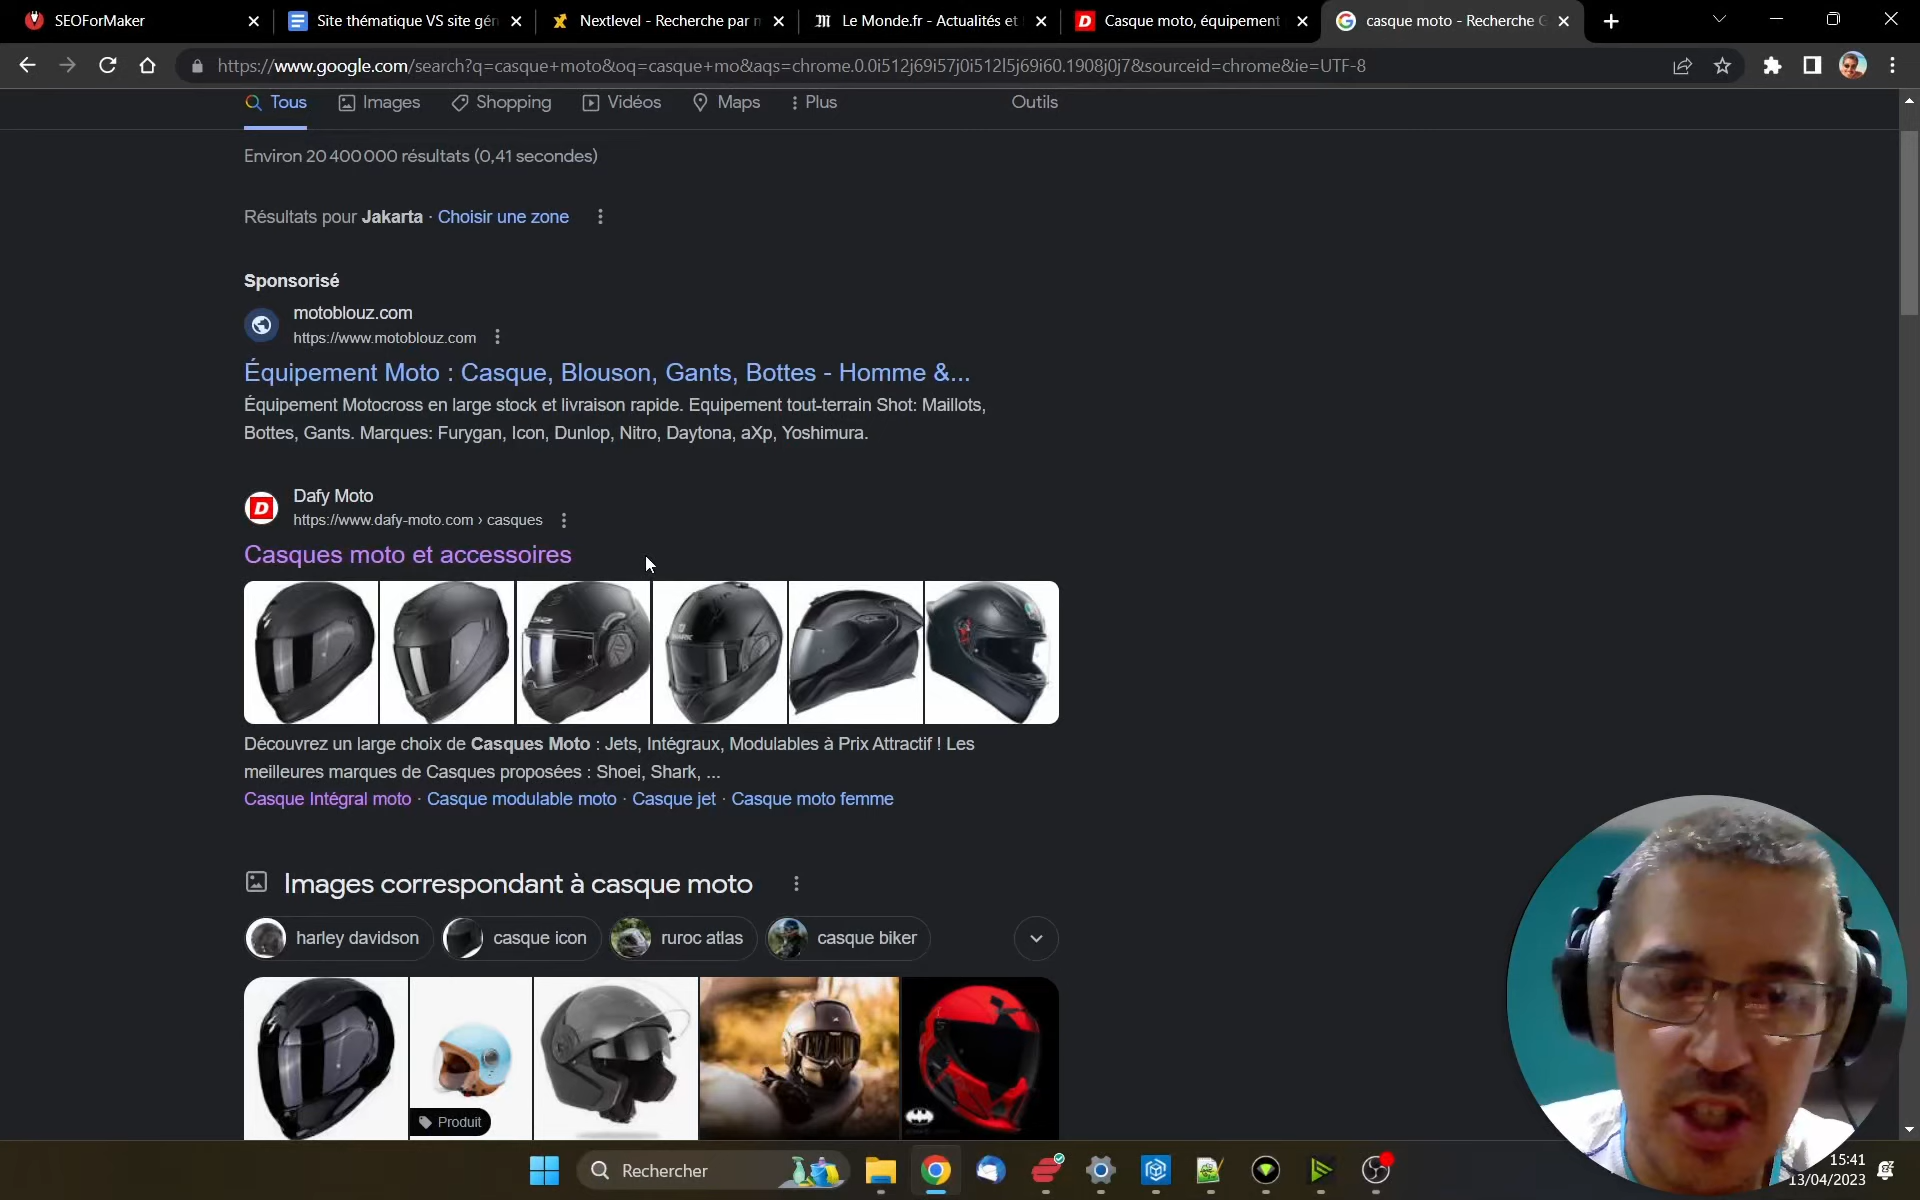 SEOForMaker
Site thématique VS site gén
Nextlevel - Recherche par m
Le Monde.fr - Actualités et
Casque moto, équipement
casque moto - Recherche G
https://www.google.com/search?q=casque+moto&oq=casque+mo&aqs=chrome.0.0i512j69i57j0i512l5j69i60.1908j0j7&sourceid=chrome&ie=UTF-8
Tous Images Shopping Vidéos Maps Plus Outils
Environ 20 400 000 résultats (0,41 secondes)
Résultats pour Jakarta · Choisir une zone
Sponsorisé
motoblouz.com
https://www.motoblouz.com
Équipement Moto : Casque, Blouson, Gants, Bottes - Homme &...
Équipement Motocross en large stock et livraison rapide. Equipement tout-terrain Shot: Maillots,
Bottes, Gants. Marques: Furygan, Icon, Dunlop, Nitro, Daytona, aXp, Yoshimura.
Dafy Moto
https://www.dafy-moto.com › casques
Casques moto et accessoires
Découvrez un large choix de Casques Moto : Jets, Intégraux, Modulables à Prix Attractif ! Les
meilleures marques de Casques proposées : Shoei, Shark, ...
Casque Intégral moto · Casque modulable moto · Casque jet · Casque moto femme
Images correspondant à casque moto
harley davidson
casque icon
ruroc atlas
casque biker
Produit
Rechercher
15:41
13/04/2023